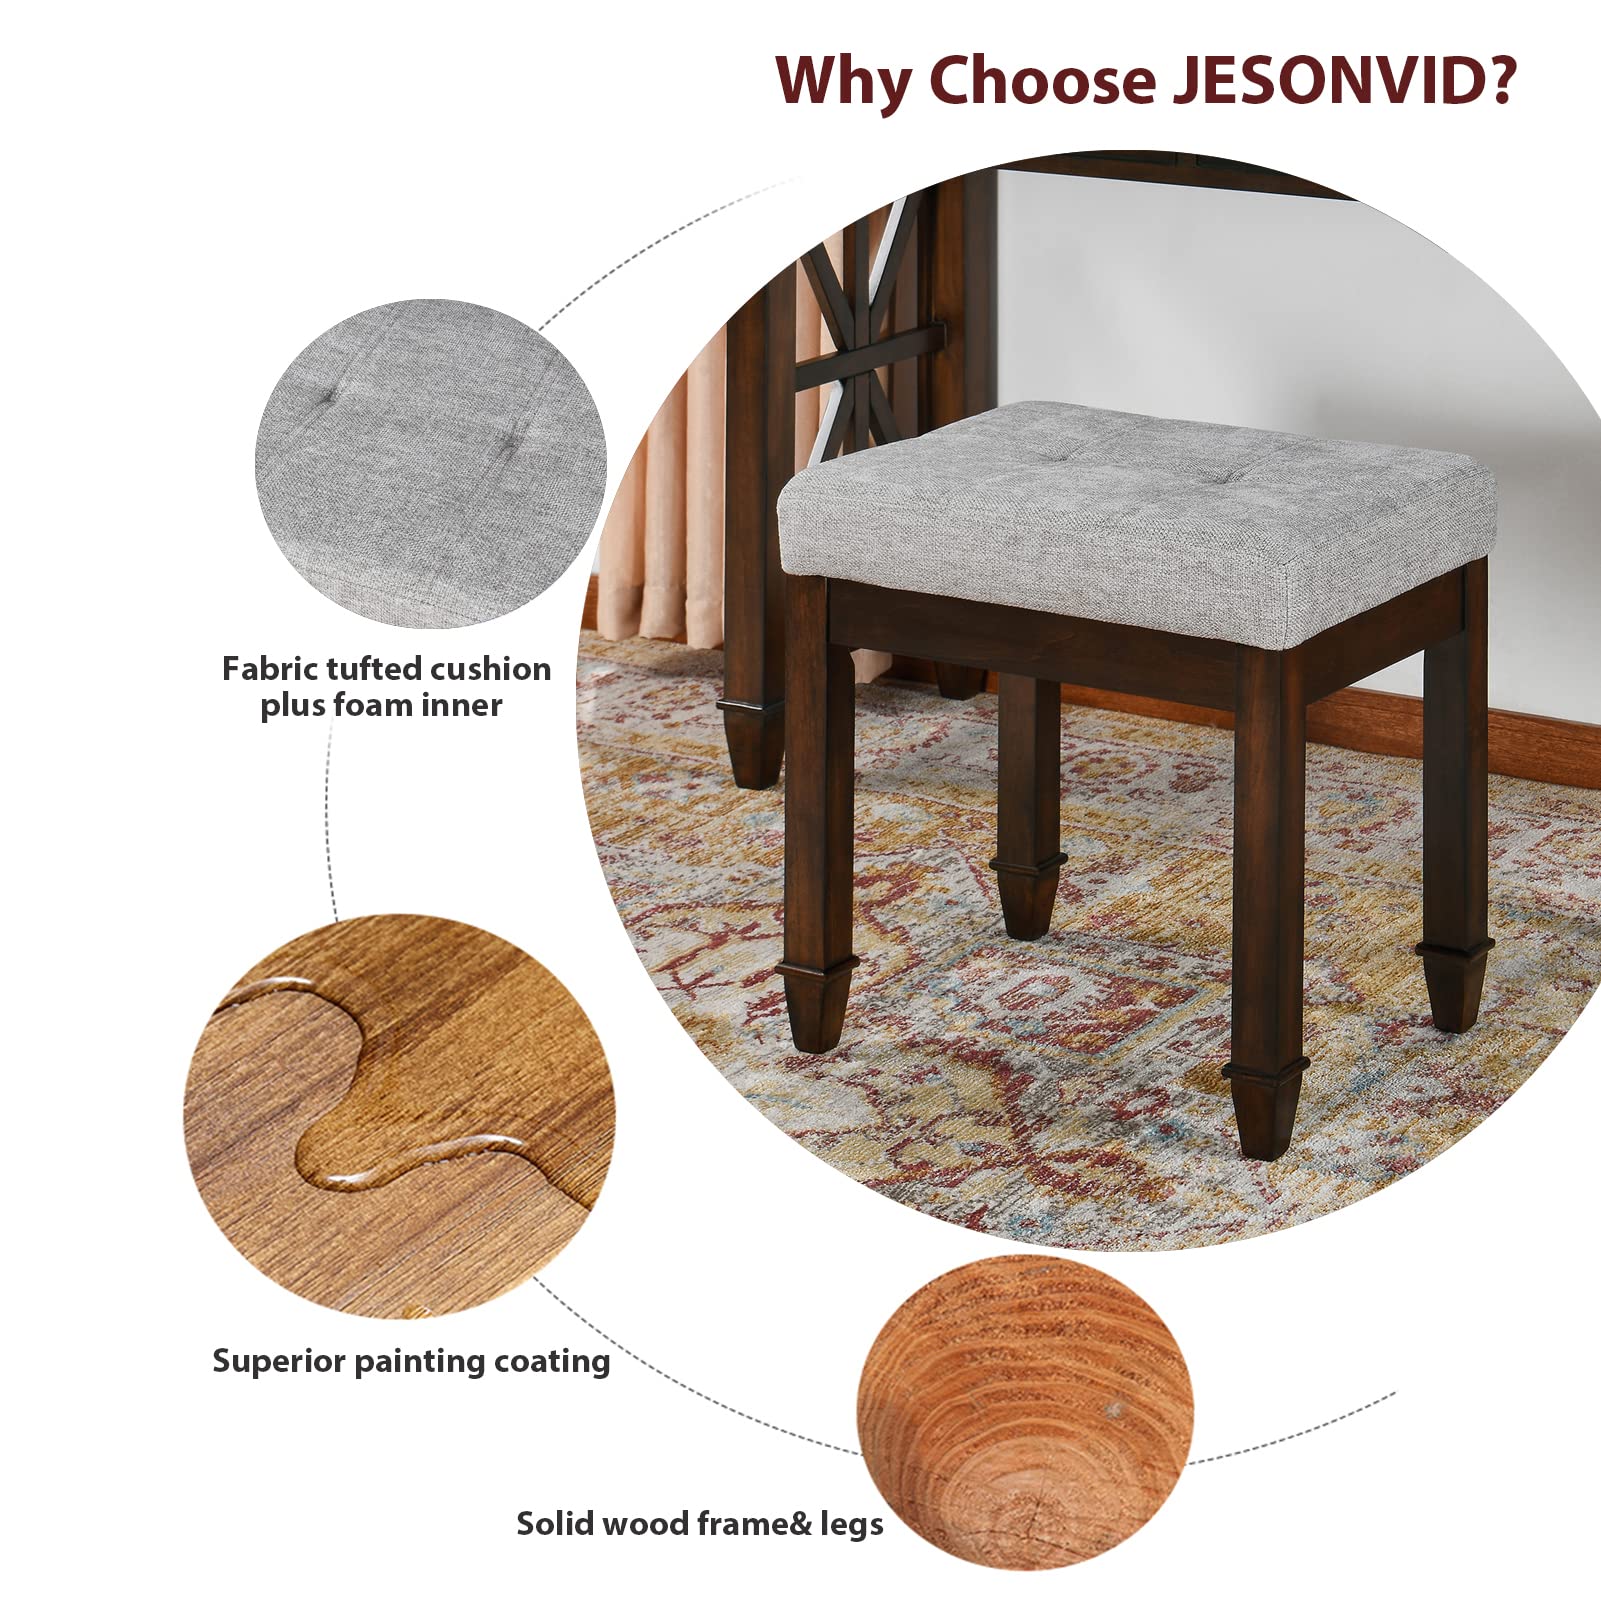 Why Choose JESONVID?
Fabric tufted cushion
plus foam inner
Superior painting coating
Solid wood frame& legs